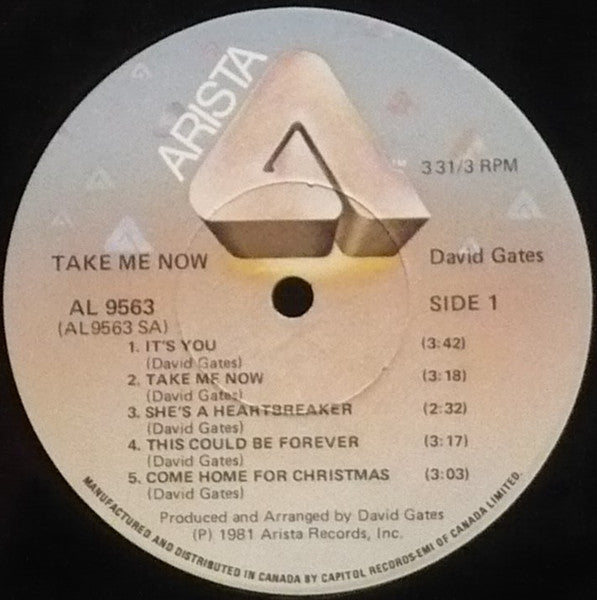 ARISTA
™
33 1/3 RPM
TAKE ME NOW
David Gates
AL 9563
SIDE 1
(AL9563 SA)
1. IT'S YOU (3:42)
(David Gates)
2. TAKE ME NOW (3:18)
(David Gates)
3. SHE'S A HEARTBREAKER (2:32)
(David Gates)
4. THIS COULD BE FOREVER (3:17)
(David Gates)
5. COME HOME FOR CHRISTMAS (3:03)
(David Gates)
Produced and Arranged by David Gates
(P) 1981 Arista Records, Inc.
MANUFACTURED AND DISTRIBUTED IN CANADA BY CAPITOL RECORDS-EMI OF CANADA LIMITED.